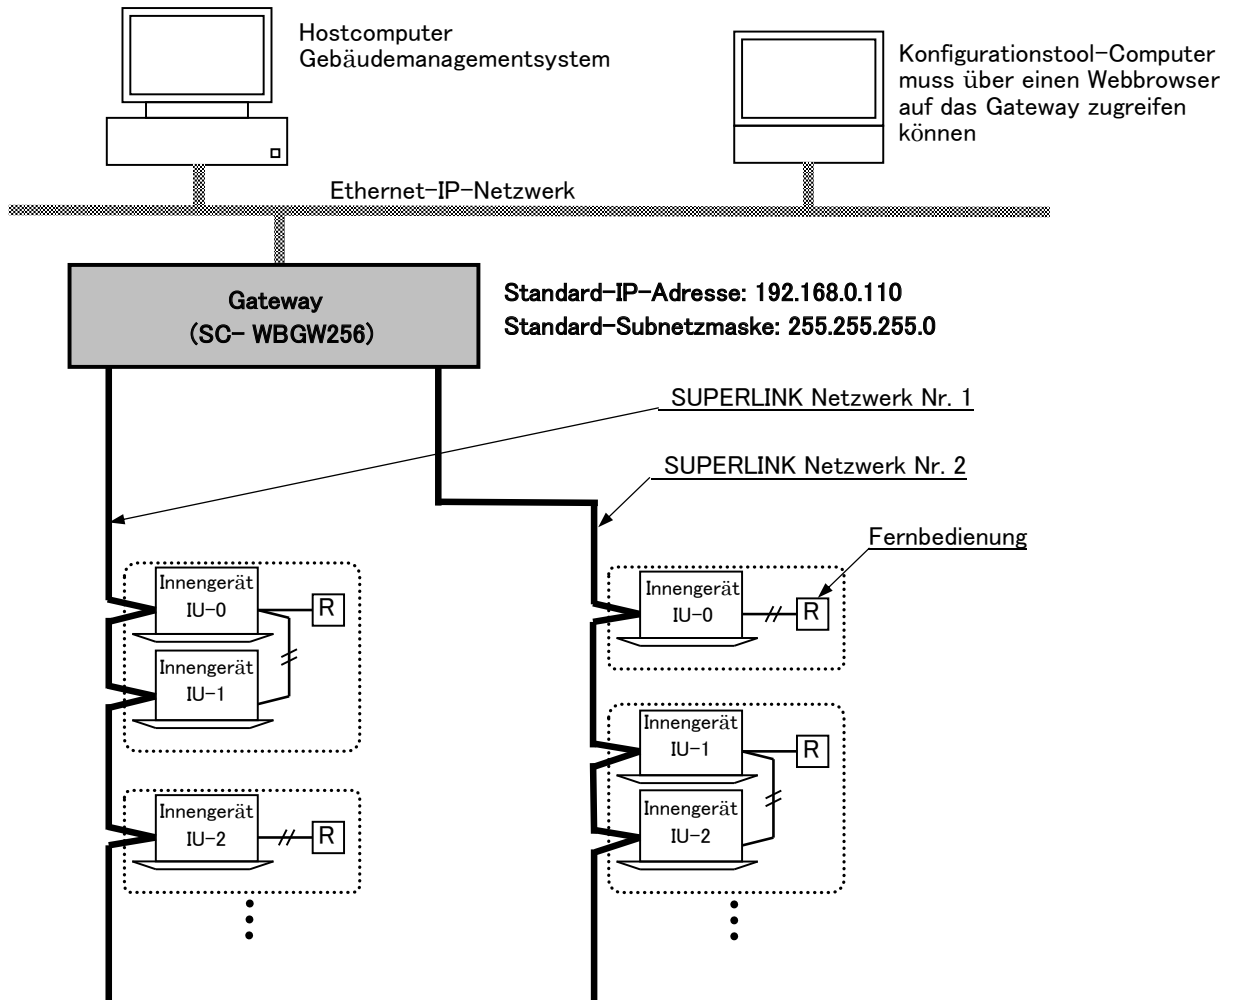 Hostcomputer
Gebäudemanagementsystem
Konfigurationstool-Computer
muss über einen Webbrowser
auf das Gateway zugreifen
können
Ethernet-IP-Netzwerk
Gateway
(SC- WBGW256)
Standard-IP-Adresse: 192.168.0.110
Standard-Subnetzmaske: 255.255.255.0
SUPERLINK Netzwerk Nr. 1
SUPERLINK Netzwerk Nr. 2
Fernbedienung
Innengerät
IU-0
R
Innengerät
IU-1
Innengerät
IU-2
R
Innengerät
IU-0
R
Innengerät
IU-1
R
Innengerät
IU-2